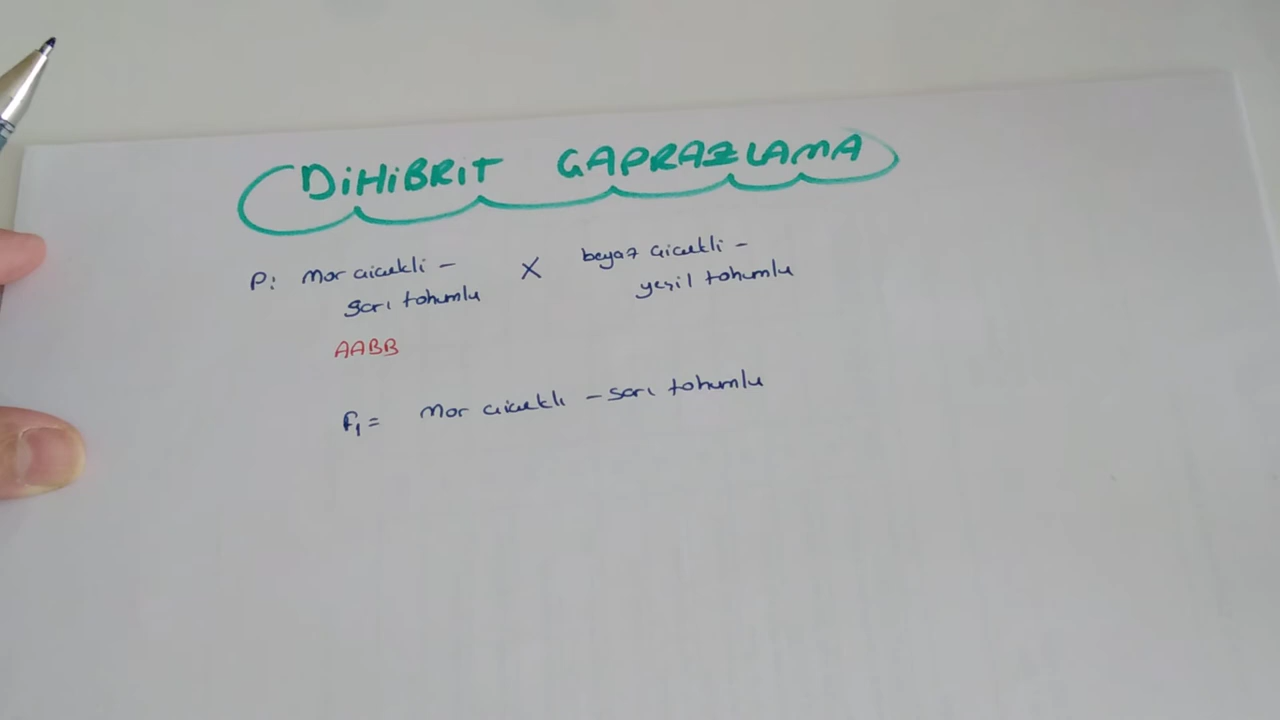 DiHiBRiT ÇAPRAZLAMA
P: Mor çiçekli - X beyaz çiçekli -
sarı tohumlu yeşil tohumlu
AABB
F1 = Mor çiçekli - sarı tohumlu